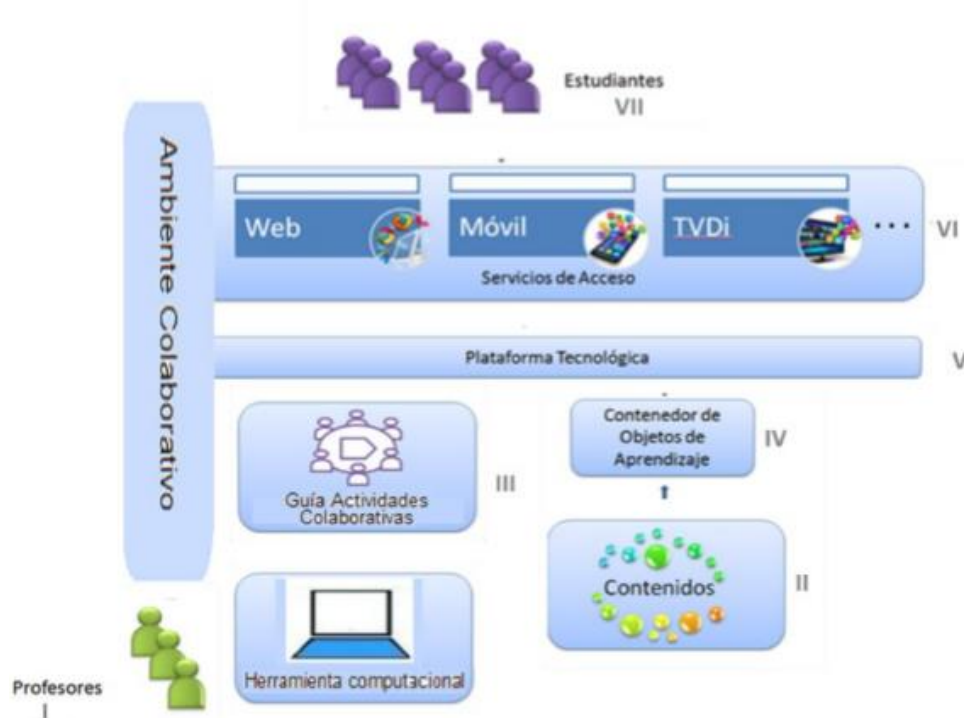 Estudiantes
VII
Ambiente Colaborativo
Web
Móvil
TVDi
...
VI
Servicios de Acceso
Plataforma Tecnológica
V
Contenedor de
Objetos de
Aprendizaje
IV
Guía Actividades
Colaborativas
III
Contenidos
II
Herramienta computacional
Profesores
I